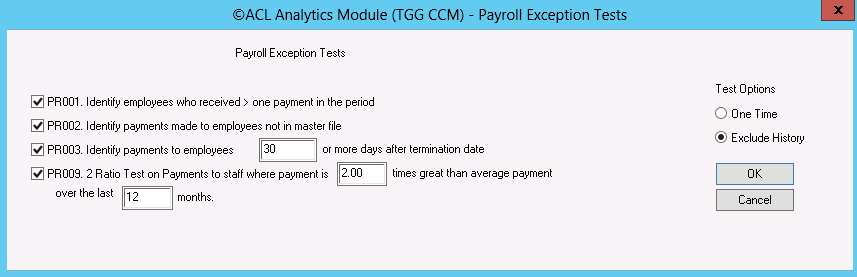 ©ACL Analytics Module (TGG CCM) - Payroll Exception Tests
x
Payroll Exception Tests
PR001. Identify employees who received > one payment in the period
PR002. Identify payments made to employees not in master file
PR003. Identify payments to employees 30 or more days after termination date
PR009. 2 Ratio Test on Payments to staff where payment is 2.00 times great than average payment
over the last 12 months.
Test Options
One Time
Exclude History
OK
Cancel